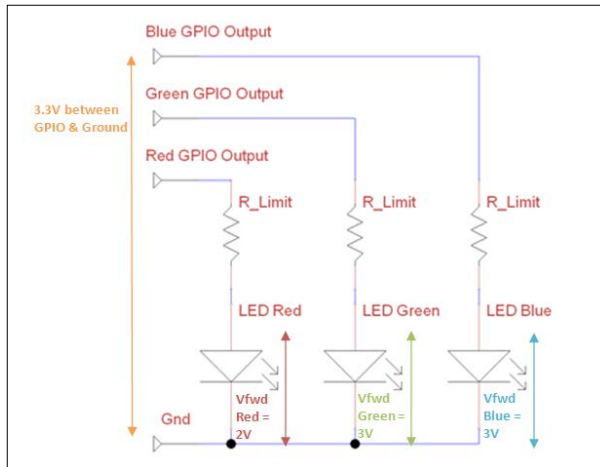 Blue GPIO Output
3.3V between
GPIO & Ground
Green GPIO Output
Red GPIO Output
R_Limit
R_Limit
R_Limit
LED Red
LED Green
LED Blue
Vfwd
Red =
2V
Vfwd
Green =
3V
Vfwd
Blue =
3V
Gnd